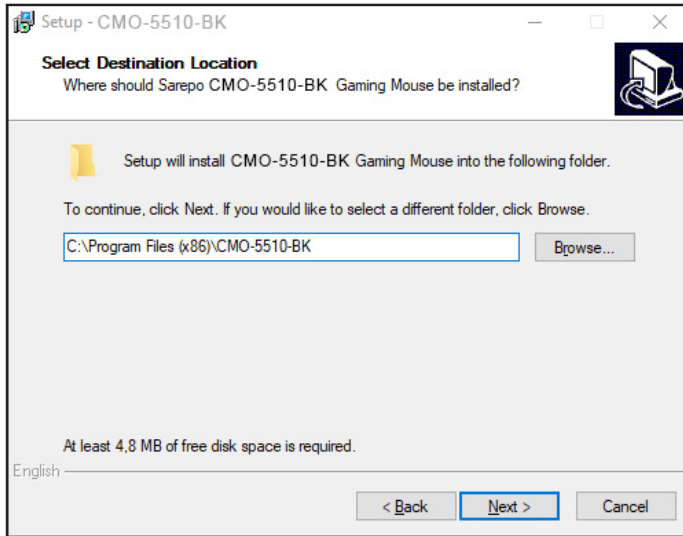 Setup - CMO-5510-BK
Select Destination Location
Where should Sarepo CMO-5510-BK Gaming Mouse be installed?
Setup will install CMO-5510-BK Gaming Mouse into the following folder.
To continue, click Next. If you would like to select a different folder, click Browse.
C:\Program Files (x86)\CMO-5510-BK
Browse...
At least 4,8 MB of free disk space is required.
English
< Back
Next >
Cancel